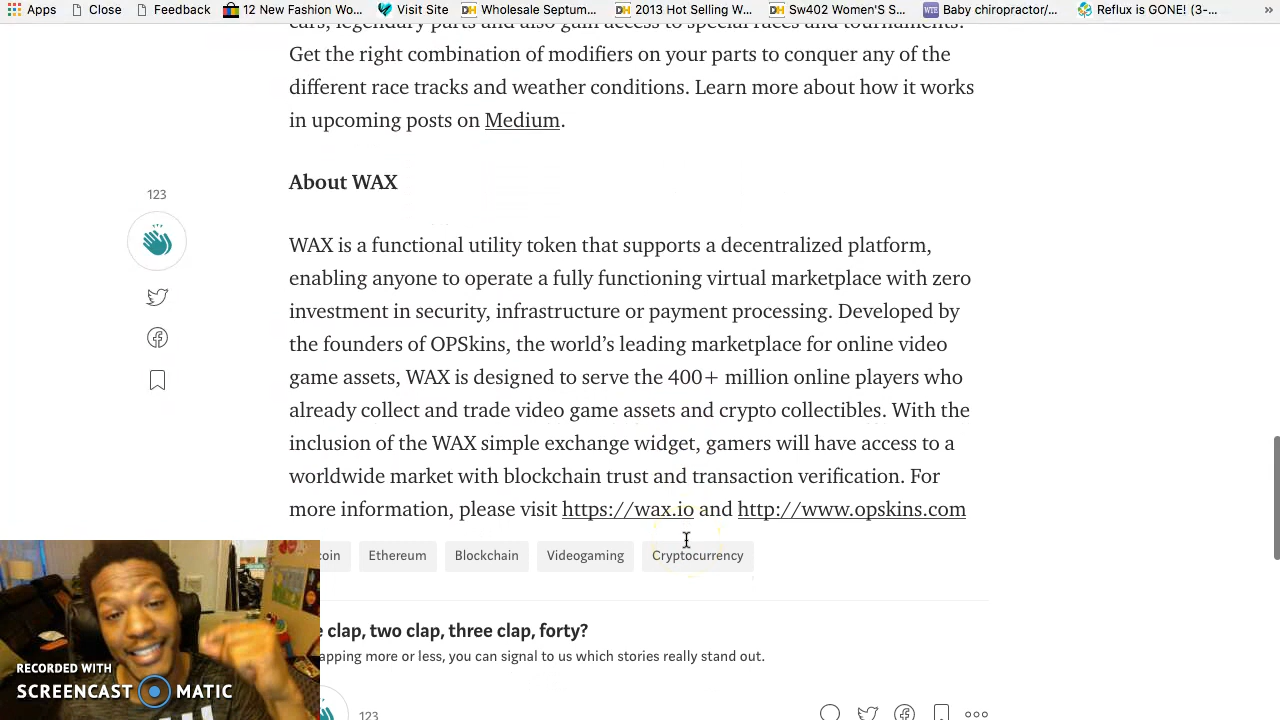 Apps Close Feedback 12 New Fashion Wo... Visit Site DH Wholesale Septum... DH 2013 Hot Selling W... DH Sw402 Women'S S... WTE Baby chiropractor/... Reflux is GONE! (3-... »
cars, legendary parts and also gain access to special races and tournaments.
Get the right combination of modifiers on your parts to conquer any of the
different race tracks and weather conditions. Learn more about how it works
in upcoming posts on Medium.
About WAX
123
WAX is a functional utility token that supports a decentralized platform,
enabling anyone to operate a fully functioning virtual marketplace with zero
investment in security, infrastructure or payment processing. Developed by
the founders of OPSkins, the world's leading marketplace for online video
game assets, WAX is designed to serve the 400+ million online players who
already collect and trade video game assets and crypto collectibles. With the
inclusion of the WAX simple exchange widget, gamers will have access to a
worldwide market with blockchain trust and transaction verification. For
more information, please visit https://wax.io and http://www.opskins.com
coin Ethereum Blockchain Videogaming Cryptocurrency
clap, two clap, three clap, forty?
apping more or less, you can signal to us which stories really stand out.
123
RECORDED WITH
SCREENCAST MATIC